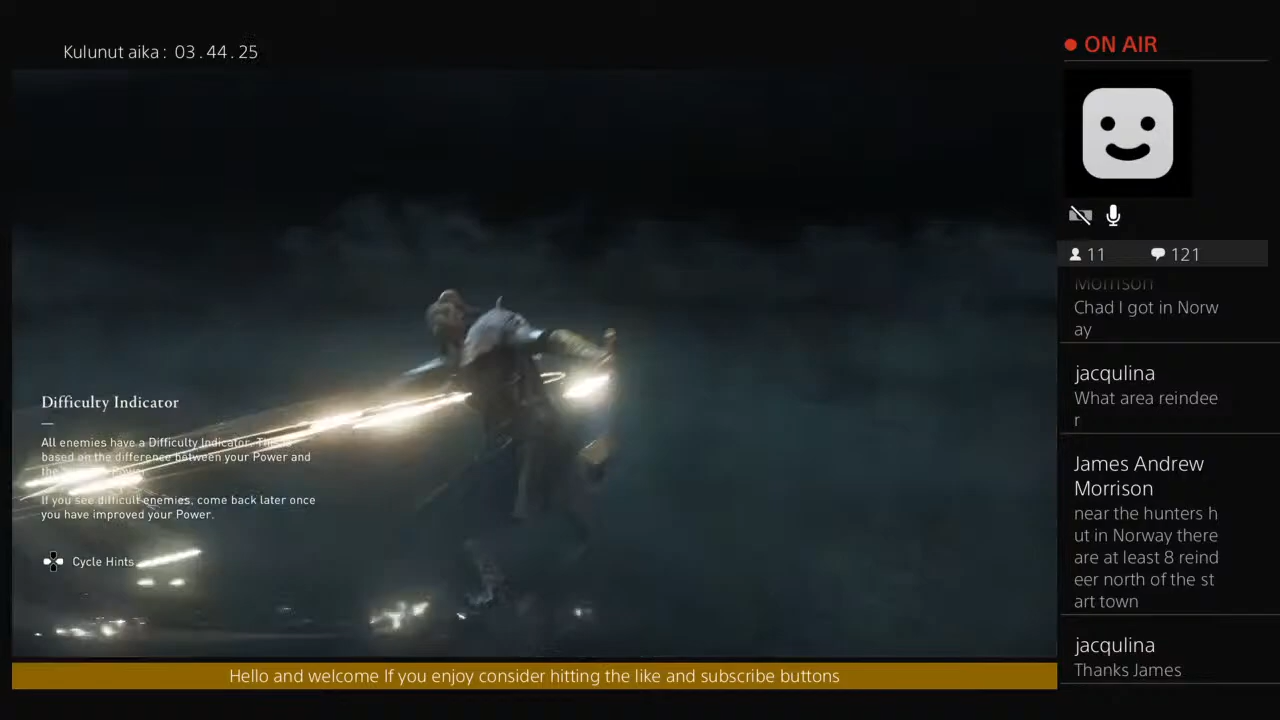 Kulunut aika: 03.44.25
ON AIR
11 121
Morrison
Chad I got in Norw
ay
jacqulina
What area reindee
r
James Andrew
Morrison
near the hunters h
ut in Norway there
are at least 8 reind
eer north of the st
art town
jacqulina
Thanks James
Difficulty Indicator
All enemies have a Difficulty Indicator. This is
based on the difference between your Power and
the
If you see difficult enemies, come back later once
you have improved your Power.
Cycle Hints
Hello and welcome If you enjoy consider hitting the like and subscribe buttons